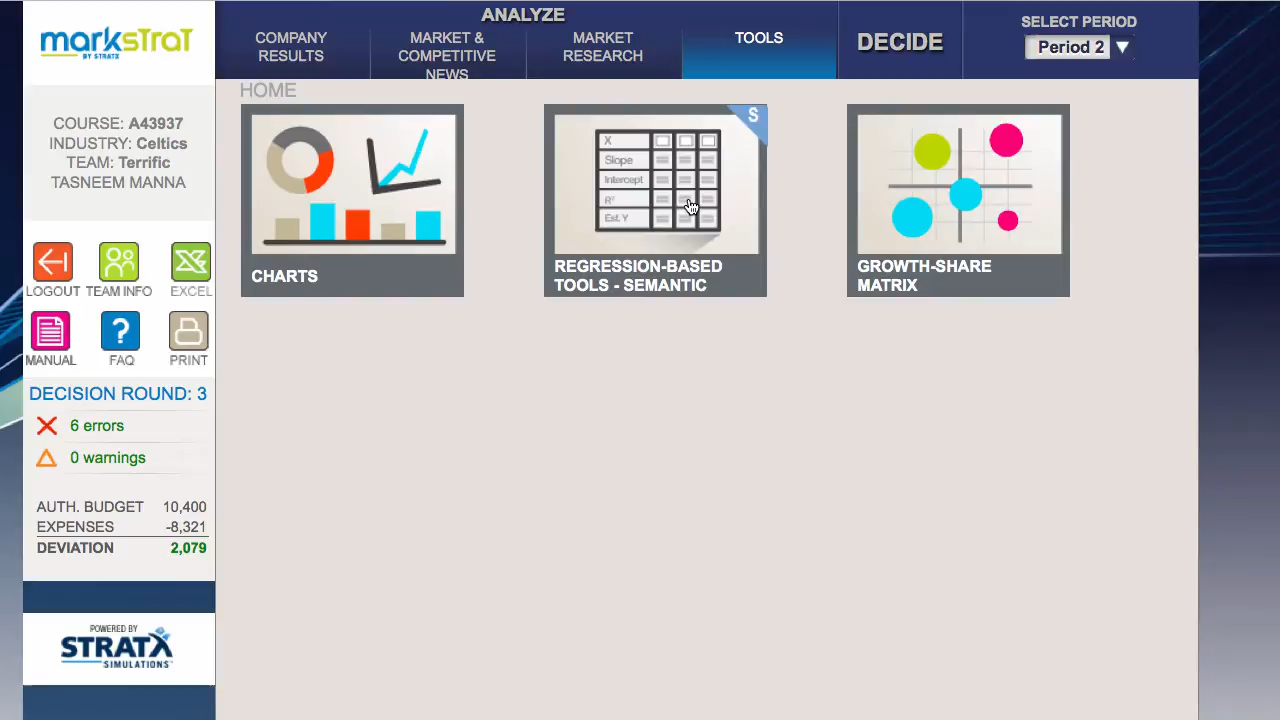 markstrat
BY STRATX
COURSE: A43937
INDUSTRY: Celtics
TEAM: Terrific
TASNEEM MANNA
LOGOUT
TEAM INFO
EXCEL
MANUAL
FAQ
PRINT
DECISION ROUND: 3
6 errors
0 warnings
AUTH. BUDGET 10,400
EXPENSES -8,321
DEVIATION 2,079
POWERED BY
STRATX
SIMULATIONS
ANALYZE
COMPANY
RESULTS
MARKET &
COMPETITIVE
NEWS
MARKET
RESEARCH
TOOLS
DECIDE
SELECT PERIOD
Period 2
HOME
CHARTS
S
X
Slope
Intercept
R²
Est. Y
REGRESSION-BASED
TOOLS - SEMANTIC
GROWTH-SHARE
MATRIX